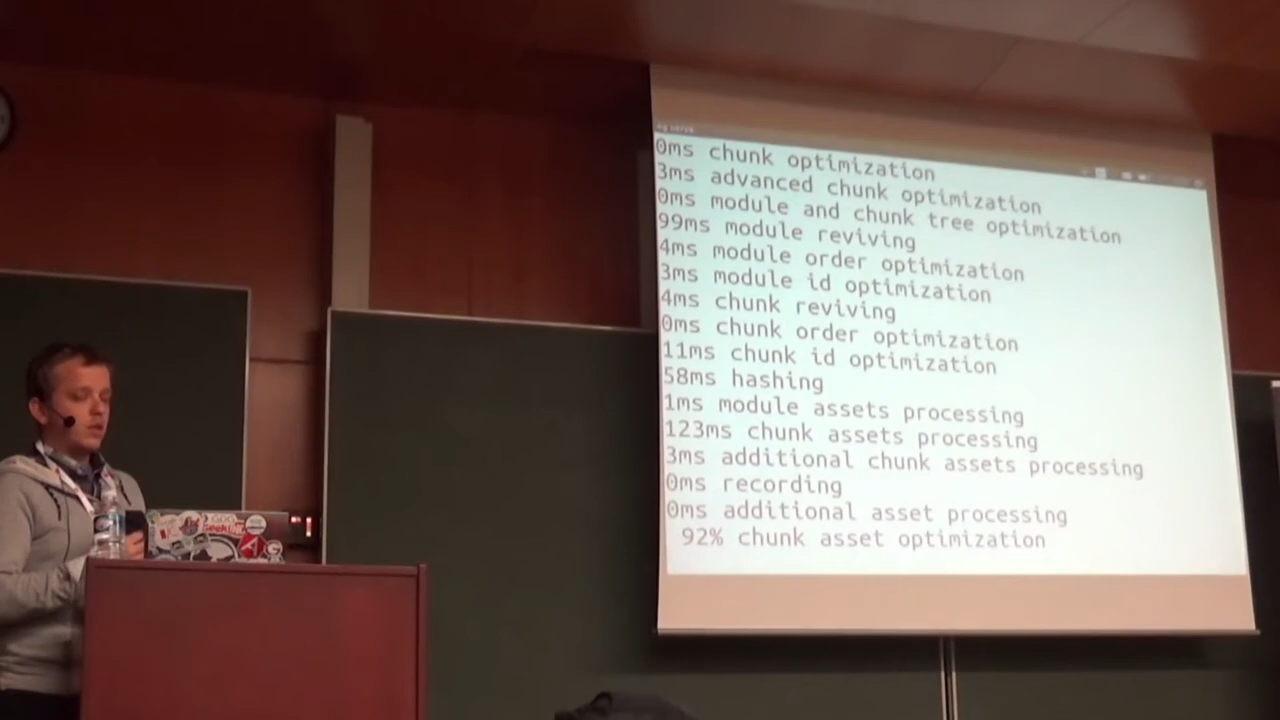 ng serve
0ms chunk optimization
3ms advanced chunk optimization
0ms module and chunk tree optimization
99ms module reviving
4ms module order optimization
3ms module id optimization
4ms chunk reviving
0ms chunk order optimization
11ms chunk id optimization
58ms hashing
1ms module assets processing
123ms chunk assets processing
3ms additional chunk assets processing
0ms recording
0ms additional asset processing
92% chunk asset optimization
GDG